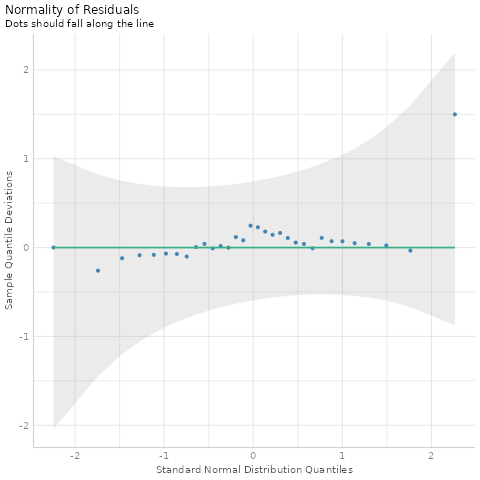 Normality of Residuals
Dots should fall along the line
2
1
0
-1
-2
Sample Quantile Deviations
-2
-1
0
1
2
Standard Normal Distribution Quantiles